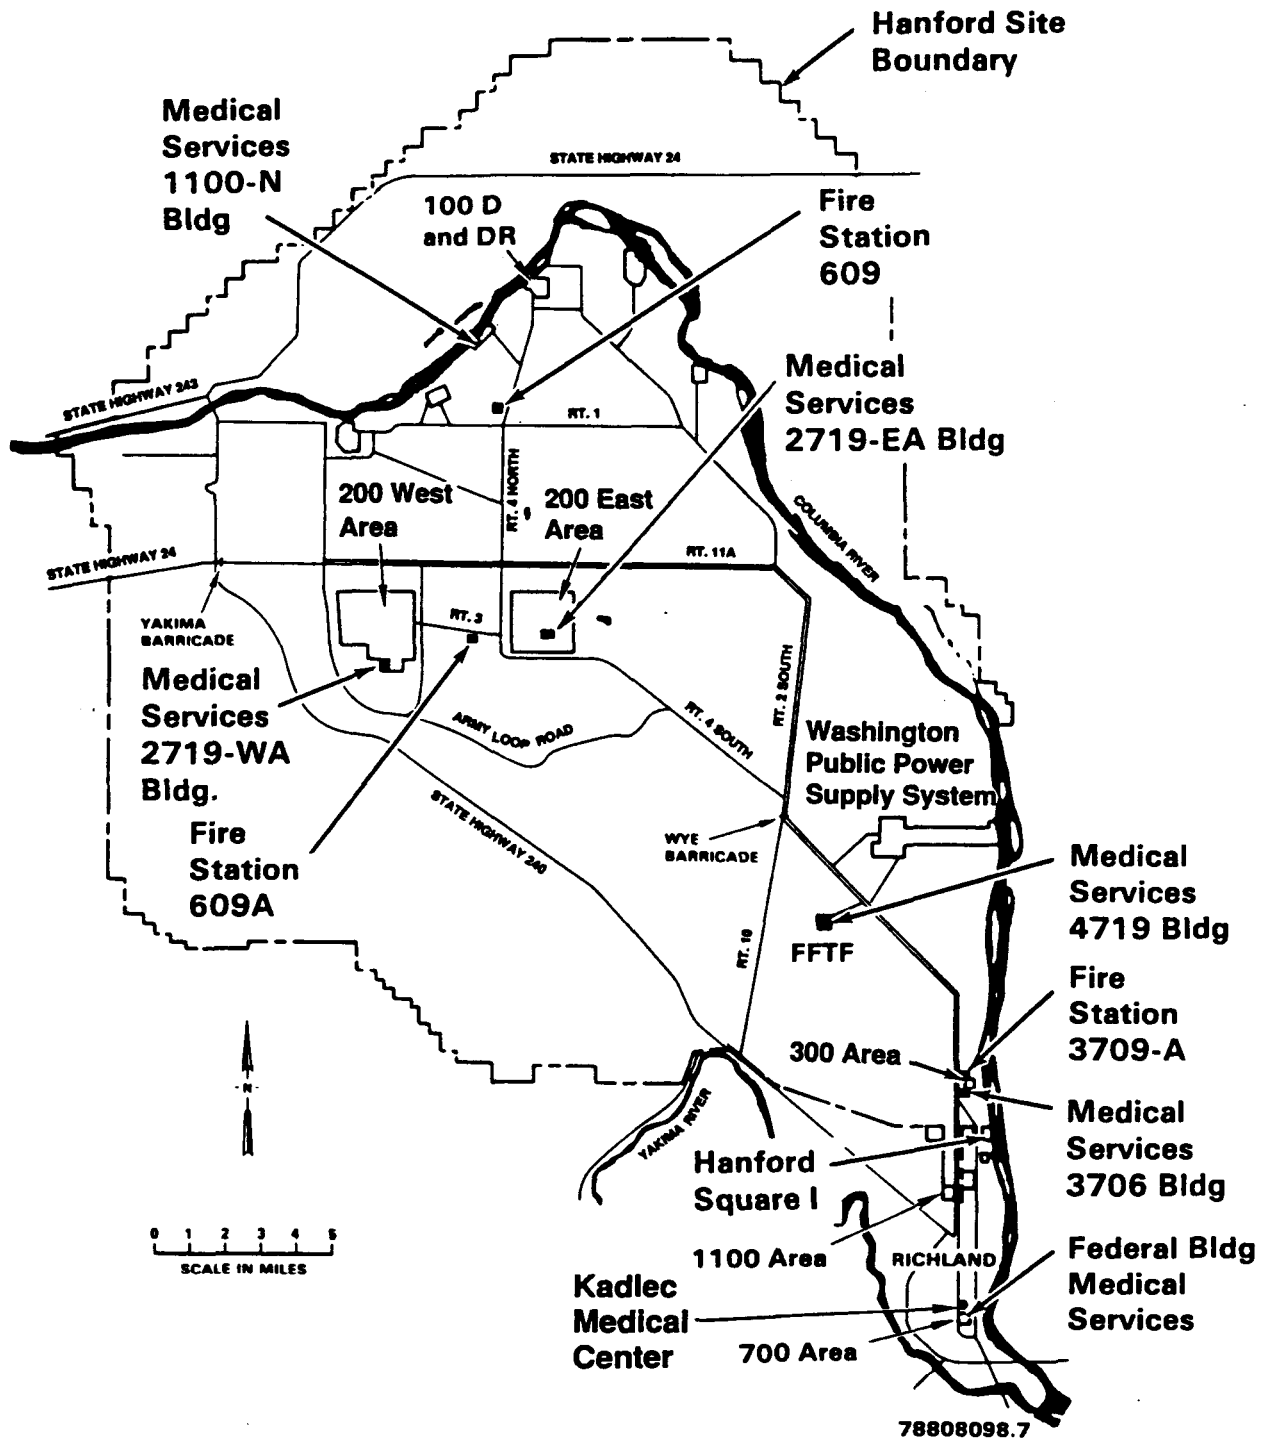 Hanford Site
Boundary
Medical
Services
1100-N
Bldg
STATE HIGHWAY 24
100 D
and DR
Fire
Station
609
Medical
Services
2719-EA Bldg
STATE HIGHWAY 243
RT. 1
RT. 4 NORTH
200 West
Area
200 East
Area
COLUMBIA RIVER
RT. 11A
STATE HIGHWAY 24
YAKIMA
BARRICADE
RT. 3
Medical
Services
2719-WA
Bldg.
ARMY LOOP ROAD
RT. 4 SOUTH
RT. 2 SOUTH
Washington
Public Power
Supply System
Fire
Station
609A
STATE HIGHWAY 240
WYE
BARRICADE
Medical
Services
4719 Bldg
FFTF
RT. 10
Fire
Station
3709-A
300 Area
N
Medical
Services
3706 Bldg
YAKIMA RIVER
Hanford
Square I
0 1 2 3 4 5
SCALE IN MILES
1100 Area
RICHLAND
Federal Bldg
Medical
Services
Kadlec
Medical
Center
700 Area
78808098.7